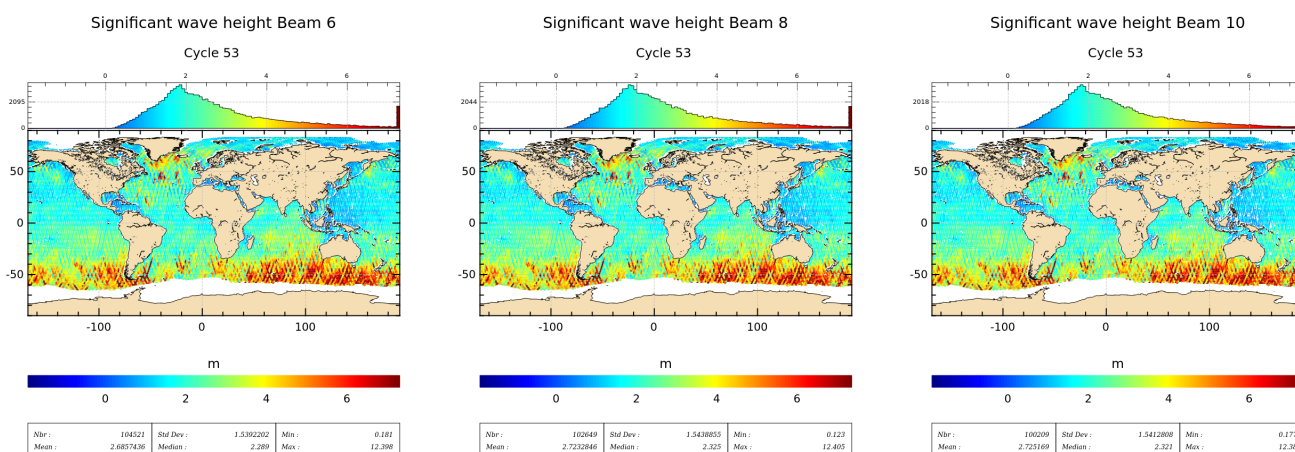 Significant wave height Beam 6
Cycle 53
0 2 4 6
2095
0
50
0
-50
-100 0 100
m
0 2 4 6
Nbr : 104521 Std Dev : 1.5392202 Min : 0.181
Mean : 2.6857436 Median : 2.289 Max : 12.398
Significant wave height Beam 8
Cycle 53
0 2 4 6
2044
0
50
0
-50
-100 0 100
m
0 2 4 6
Nbr : 102649 Std Dev : 1.5438855 Min : 0.123
Mean : 2.7232846 Median : 2.325 Max : 12.405
Significant wave height Beam 10
Cycle 53
0 2 4 6
2018
0
50
0
-50
-100 0 100
m
0 2 4 6
Nbr : 100209 Std Dev : 1.5412808 Min :
Mean : 2.725169 Median : 2.321 Max :